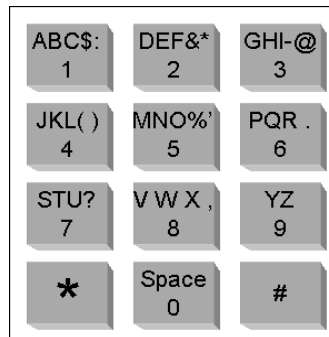 ABC$: DEF&* GHI-@
1 2 3
JKL( ) MNO%' PQR .
4 5 6
STU? V W X , YZ
7 8 9
* Space #
0